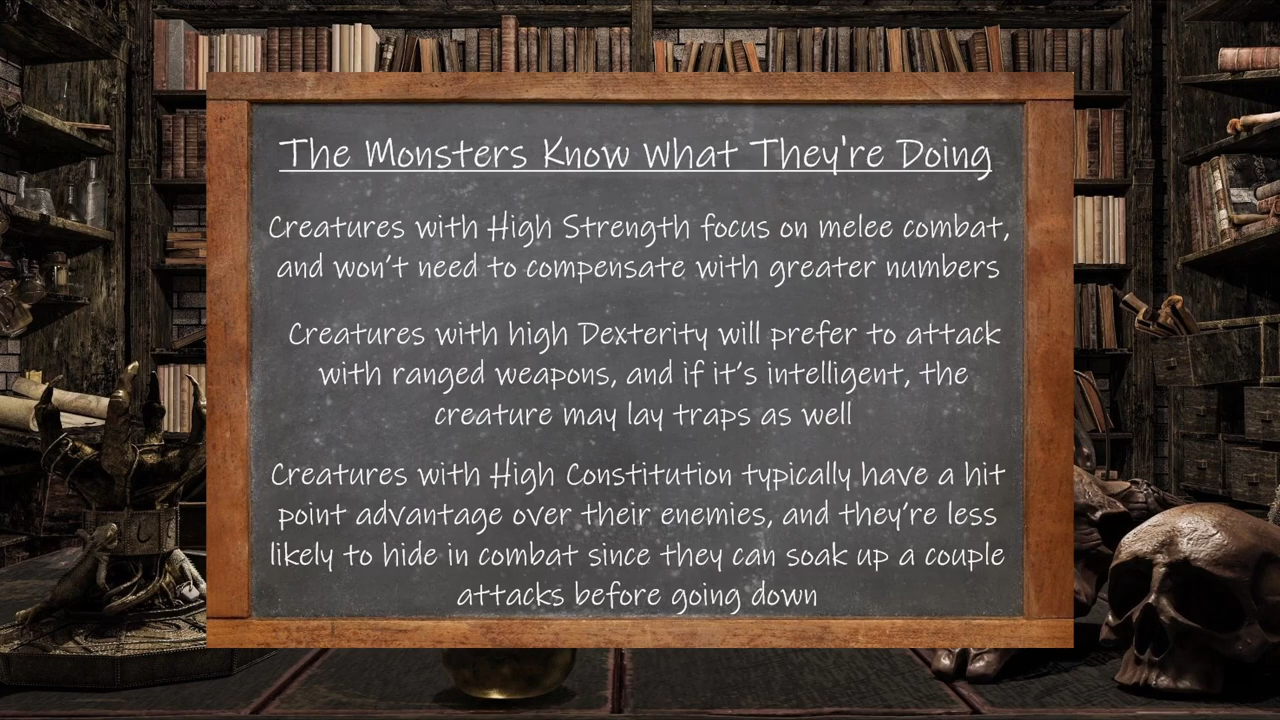 The Monsters Know What They're Doing
Creatures with High Strength focus on melee combat,
and won't need to compensate with greater numbers
Creatures with high Dexterity will prefer to attack
with ranged weapons, and if it's intelligent, the
creature may lay traps as well
Creatures with High Constitution typically have a hit
point advantage over their enemies, and they're less
likely to hide in combat since they can soak up a couple
attacks before going down